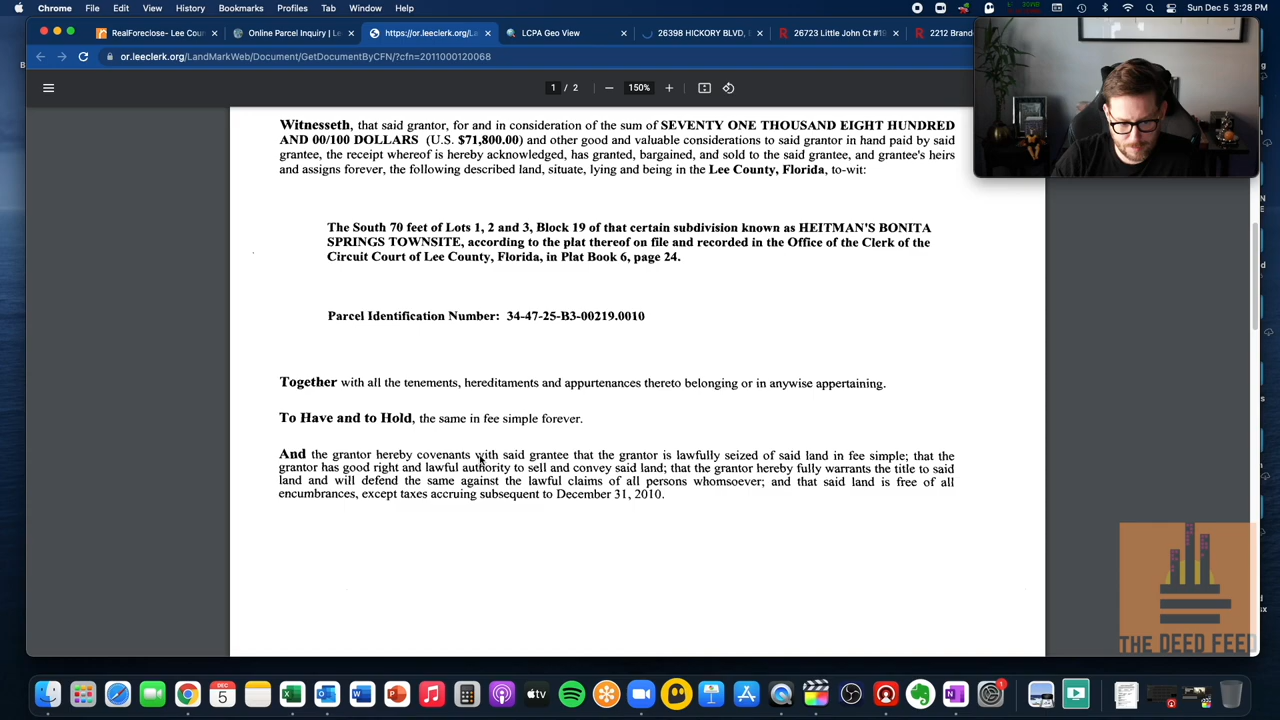 Chrome File Edit View History Bookmarks Profiles Tab Window Help Sun Dec 5 3:28 PM
RealForeclose- Lee Cou Online Parcel Inquiry | Le https://or.leeclerk.org/La LCPA Geo View 26398 HICKORY BLVD, 26723 Little John Ct #19 2212 Brand
or.leeclerk.org/LandMarkWeb/Document/GetDocumentByCFN/?cfn=2011000120068
1 / 2 — 150% +
Witnesseth, that said grantor, for and in consideration of the sum of SEVENTY ONE THOUSAND EIGHT HUNDRED
AND 00/100 DOLLARS (U.S. $71,800.00) and other good and valuable considerations to said grantor in hand paid by said
grantee, the receipt whereof is hereby acknowledged, has granted, bargained, and sold to the said grantee, and grantee's heirs
and assigns forever, the following described land, situate, lying and being in the Lee County, Florida, to-wit:
The South 70 feet of Lots 1, 2 and 3, Block 19 of that certain subdivision known as HEITMAN'S BONITA
SPRINGS TOWNSITE, according to the plat thereof on file and recorded in the Office of the Clerk of the
Circuit Court of Lee County, Florida, in Plat Book 6, page 24.
Parcel Identification Number: 34-47-25-B3-00219.0010
Together with all the tenements, hereditaments and appurtenances thereto belonging or in anywise appertaining.
To Have and to Hold, the same in fee simple forever.
And the grantor hereby covenants with said grantee that the grantor is lawfully seized of said land in fee simple; that the
grantor has good right and lawful authority to sell and convey said land; that the grantor hereby fully warrants the title to said
land and will defend the same against the lawful claims of all persons whomsoever; and that said land is free of all
encumbrances, except taxes accruing subsequent to December 31, 2010.
THE DEED FEED
DEC
5